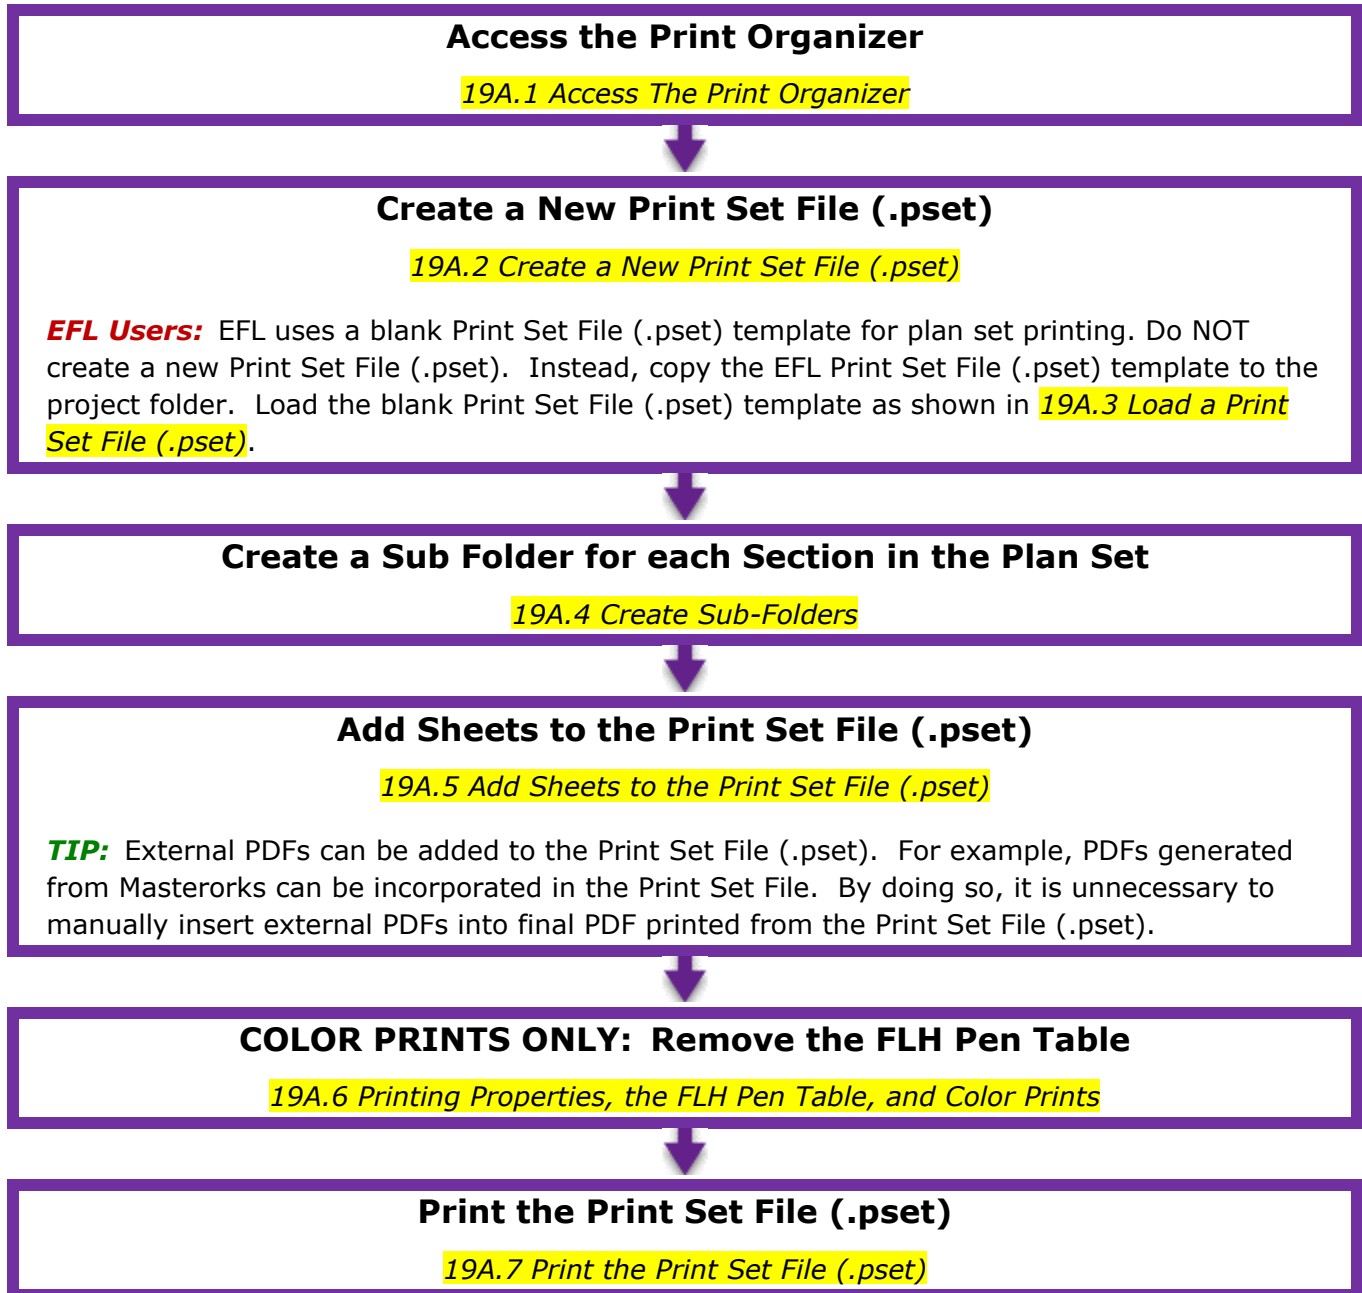 Access the Print Organizer
19A.1 Access The Print Organizer
Create a New Print Set File (.pset)
19A.2 Create a New Print Set File (.pset)
EFL Users: EFL uses a blank Print Set File (.pset) template for plan set printing. Do NOT
create a new Print Set File (.pset). Instead, copy the EFL Print Set File (.pset) template to the
project folder. Load the blank Print Set File (.pset) template as shown in 19A.3 Load a Print
Set File (.pset).
Create a Sub Folder for each Section in the Plan Set
19A.4 Create Sub-Folders
Add Sheets to the Print Set File (.pset)
19A.5 Add Sheets to the Print Set File (.pset)
TIP: External PDFs can be added to the Print Set File (.pset). For example, PDFs generated
from Masterorks can be incorporated in the Print Set File. By doing so, it is unnecessary to
manually insert external PDFs into final PDF printed from the Print Set File (.pset).
COLOR PRINTS ONLY: Remove the FLH Pen Table
19A.6 Printing Properties, the FLH Pen Table, and Color Prints
Print the Print Set File (.pset)
19A.7 Print the Print Set File (.pset)